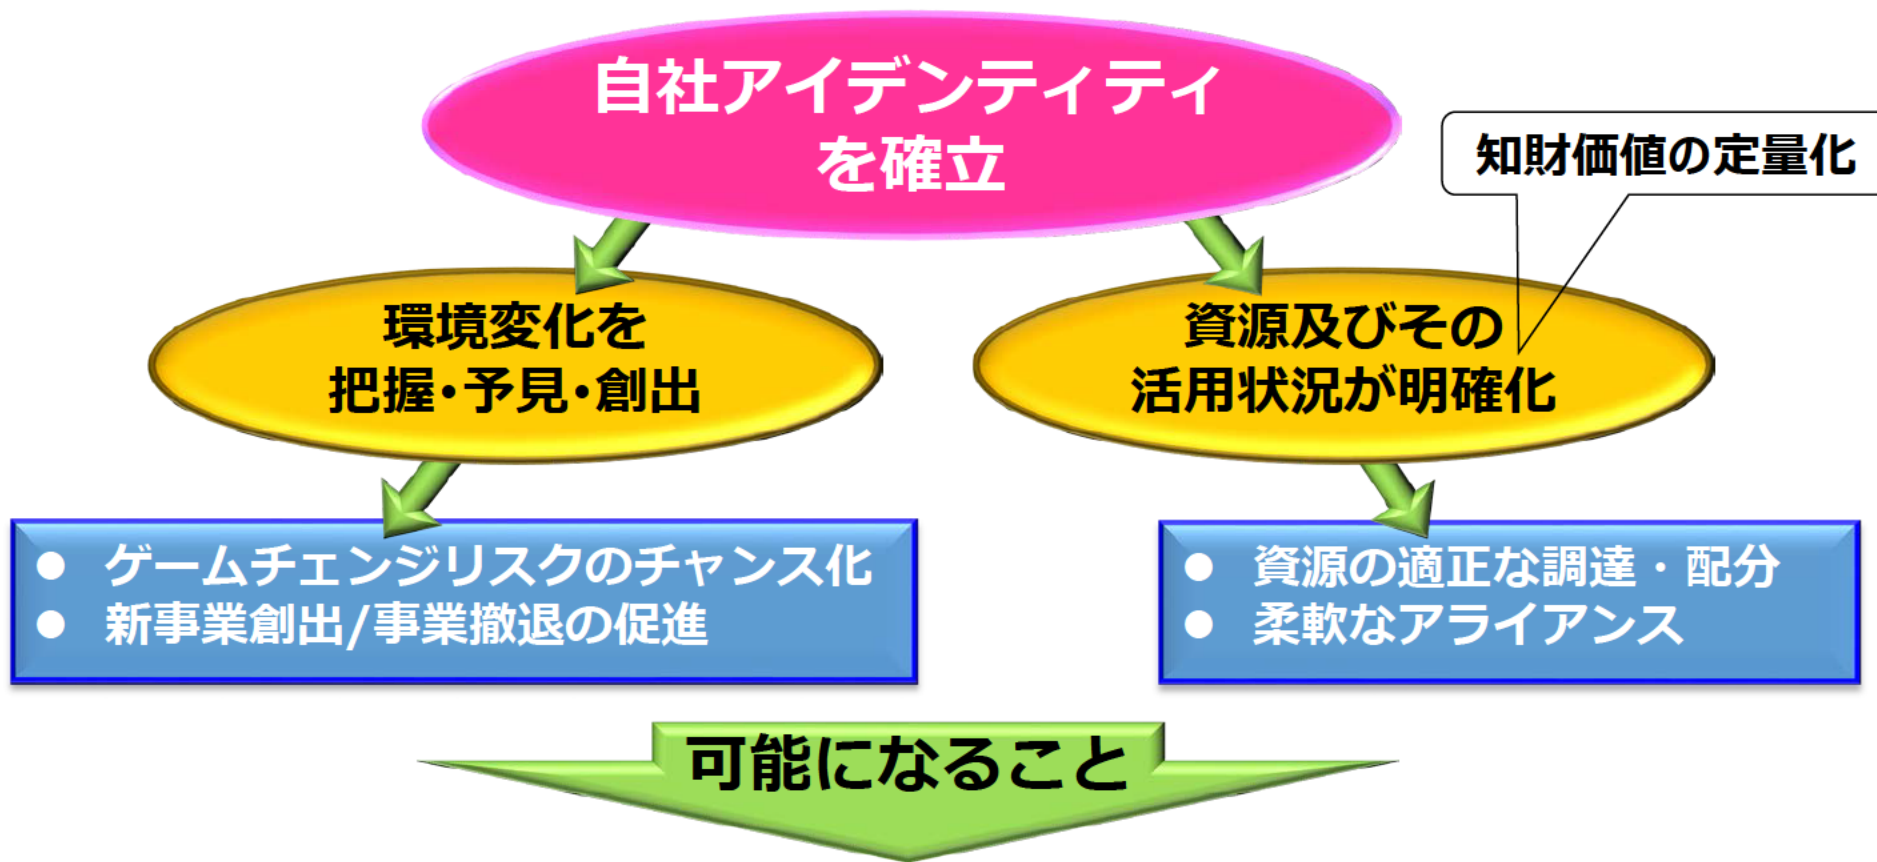 自社アイデンティティ
を確立
知財価値の定量化
環境変化を
把握・予見・創出
資源及びその
活用状況が明確化
● ゲームチェンジリスクのチャンス化
● 新事業創出/事業撤退の促進
● 資源の適正な調達・配分
● 柔軟なアライアンス
可能になること